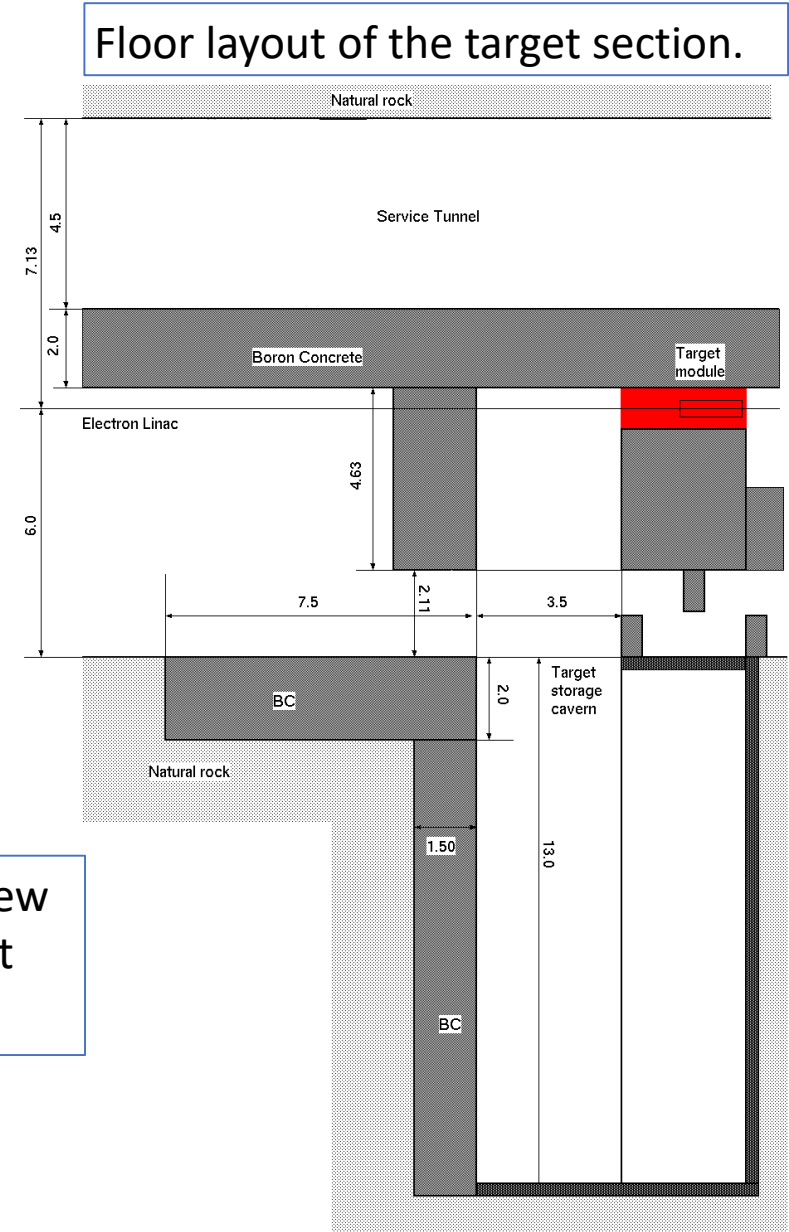 Floor layout of the target section.
Natural rock
4.5
Service Tunnel
7.13
2.0
Boron Concrete
Target
module
Electron Linac
4.63
6.0
2.11
7.5
3.5
BC
2.0
Target
storage
cavern
Natural rock
1.50
13.0
ew
t
BC